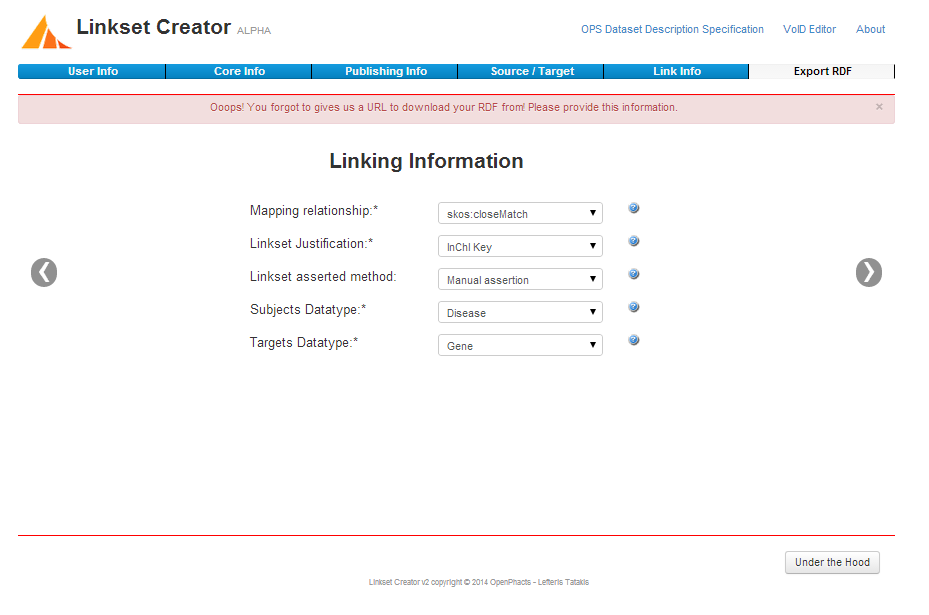 Linkset Creator ALPHA
OPS Dataset Description Specification VoID Editor About
User Info Core Info Publishing Info Source / Target Link Info Export RDF
Ooops! You forgot to gives us a URL to download your RDF from! Please provide this information. ×
Linking Information
Mapping relationship:* skos:closeMatch
Linkset Justification:* InChI Key
Linkset asserted method: Manual assertion
Subjects Datatype:* Disease
Targets Datatype:* Gene
Under the Hood
Linkset Creator v2 copyright © 2014 OpenPhacts - Lefteris Tatakis